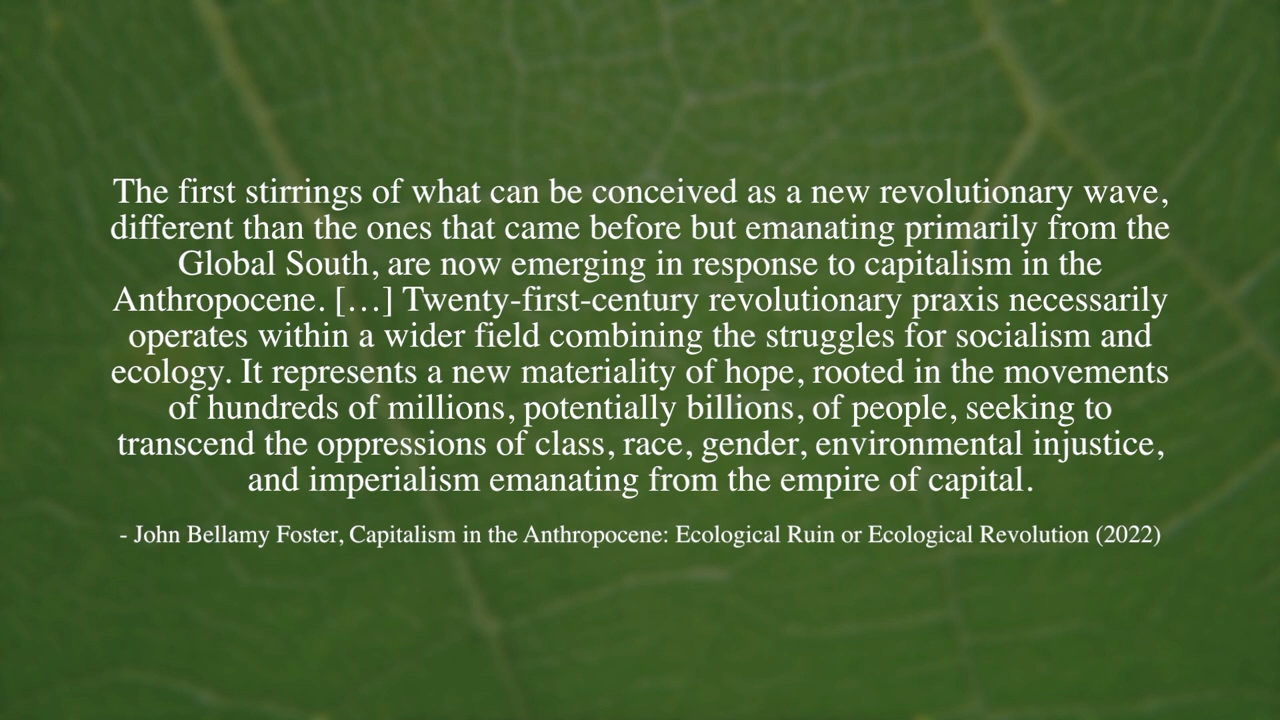 The first stirrings of what can be conceived as a new revolutionary wave,
different than the ones that came before but emanating primarily from the
Global South, are now emerging in response to capitalism in the
Anthropocene. […] Twenty-first-century revolutionary praxis necessarily
operates within a wider field combining the struggles for socialism and
ecology. It represents a new materiality of hope, rooted in the movements
of hundreds of millions, potentially billions, of people, seeking to
transcend the oppressions of class, race, gender, environmental injustice,
and imperialism emanating from the empire of capital.
- John Bellamy Foster, Capitalism in the Anthropocene: Ecological Ruin or Ecological Revolution (2022)